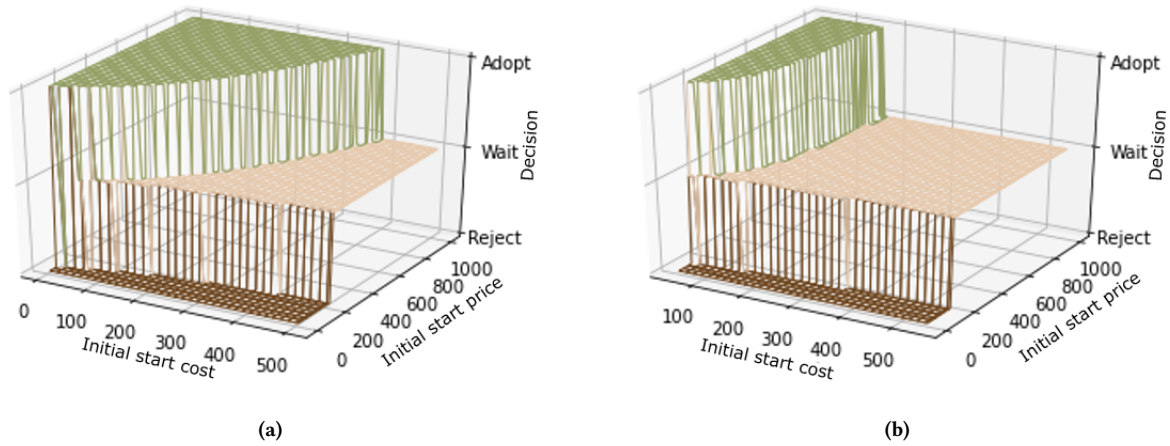 Adopt
Wait
Reject
Decision
0
100
200
300
400
500
Initial start cost
0
200
400
600
800
1000
Initial start price
(a)
Adopt
Wait
Reject
Decision
100
200
300
400
500
Initial start cost
0
200
400
600
800
1000
Initial start price
(b)